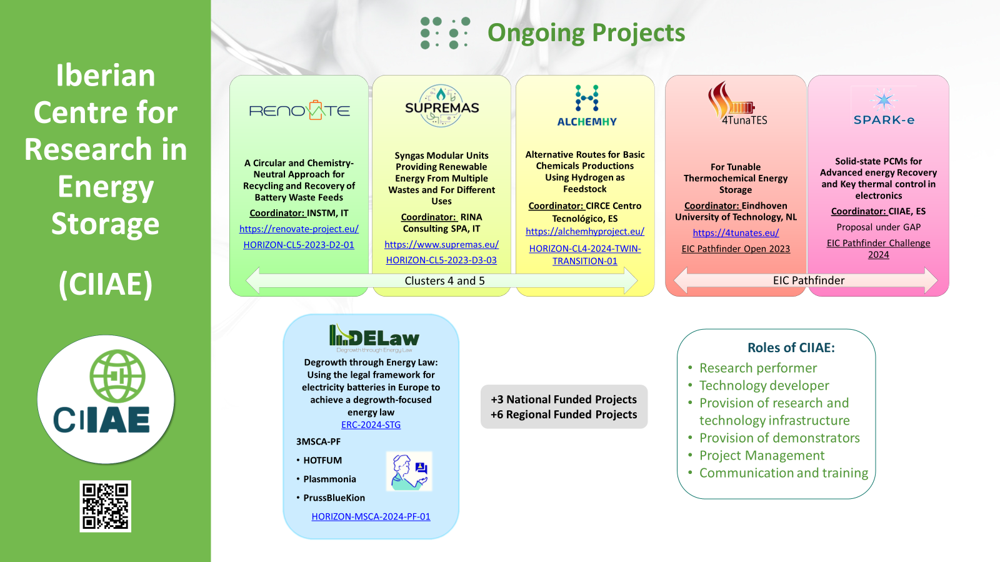 Iberian
Centre for
Research in
Energy
Storage
(CIIAE)
CIIAE
Ongoing Projects
RENOVATE
A Circular and Chemistry-
Neutral Approach for
Recycling and Recovery of
Battery Waste Feeds
Coordinator: INSTM, IT
https://renovate-project.eu/
HORIZON-CL5-2023-D2-01
SUPREMAS
Syngas Modular Units
Providing Renewable
Energy From Multiple
Wastes and For Different
Uses
Coordinator: RINA
Consulting SPA, IT
https://www.supremas.eu/
HORIZON-CL5-2023-D3-03
ALCHEMHY
Alternative Routes for Basic
Chemicals Productions
Using Hydrogen as
Feedstock
Coordinator: CIRCE Centro
Tecnológico, ES
https://alchemhyproject.eu/
HORIZON-CL4-2024-TWIN-
TRANSITION-01
Clusters 4 and 5
4TunaTES
For Tunable
Thermochemical Energy
Storage
Coordinator: Eindhoven
University of Technology, NL
https://4tunates.eu/
EIC Pathfinder Open 2023
SPARK-e
Solid-state PCMs for
Advanced energy Recovery
and Key thermal control in
electronics
Coordinator: CIIAE, ES
Proposal under GAP
EIC Pathfinder Challenge
2024
EIC Pathfinder
DELaw
Degrowth through Energy Law
Degrowth through Energy Law:
Using the legal framework for
electricity batteries in Europe to
achieve a degrowth-focused
energy law
ERC-2024-STG
3MSCA-PF
• HOTFUM
• Plasmmonia
• PrussBlueKion
HORIZON-MSCA-2024-PF-01
+3 National Funded Projects
+6 Regional Funded Projects
Roles of CIIAE:
• Research performer
• Technology developer
• Provision of research and
technology infrastructure
• Provision of demonstrators
• Project Management
• Communication and training